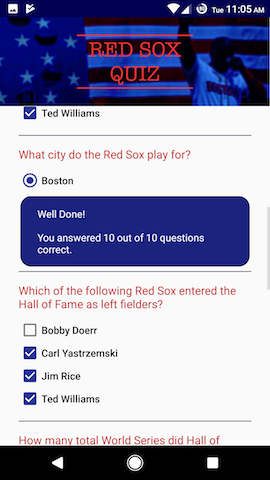 Tue 11:05 AM
RED SOX
QUIZ
Ted Williams
What city do the Red Sox play for?
Boston
Well Done!
You answered 10 out of 10 questions
correct.
Which of the following Red Sox entered the
Hall of Fame as left fielders?
Bobby Doerr
Carl Yastrzemski
Jim Rice
Ted Williams
How many total World Series did Hall of